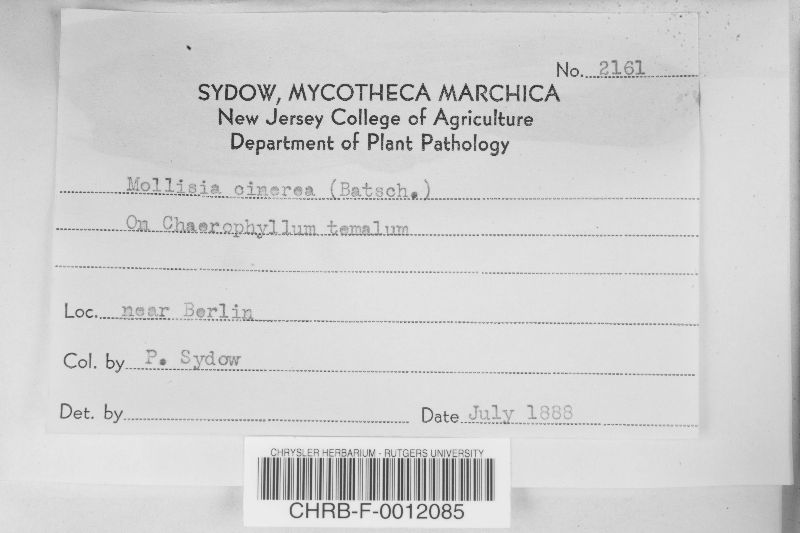 No. 2161
SYDOW, MYCOTHECA MARCHICA
New Jersey College of Agriculture
Department of Plant Pathology
Mollisia cinerea (Batsch.)
On Chaerophyllum temalum
Loc. near Berlin
Col. by P. Sydow
Det. by
Date July 1888
CHRYSLER HERBARIUM - RUTGERS UNIVERSITY
CHRB-F-0012085